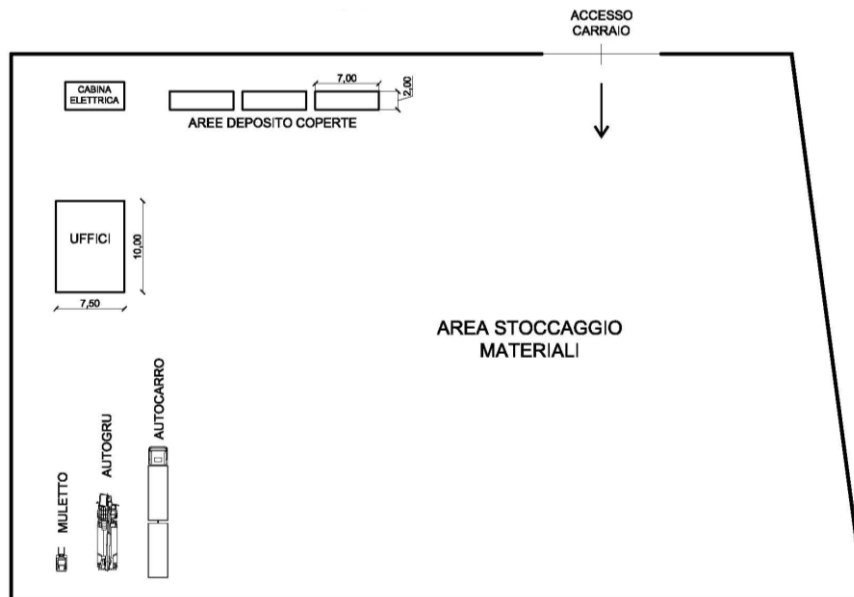 ACCESSO
CARRAIO
CABINA
ELETTRICA
7,00
2,00
AREE DEPOSITO COPERTE
UFFICI
10,00
7,50
AREA STOCCAGGIO
MATERIALI
MULETTO
AUTOGRU
AUTOCARRO